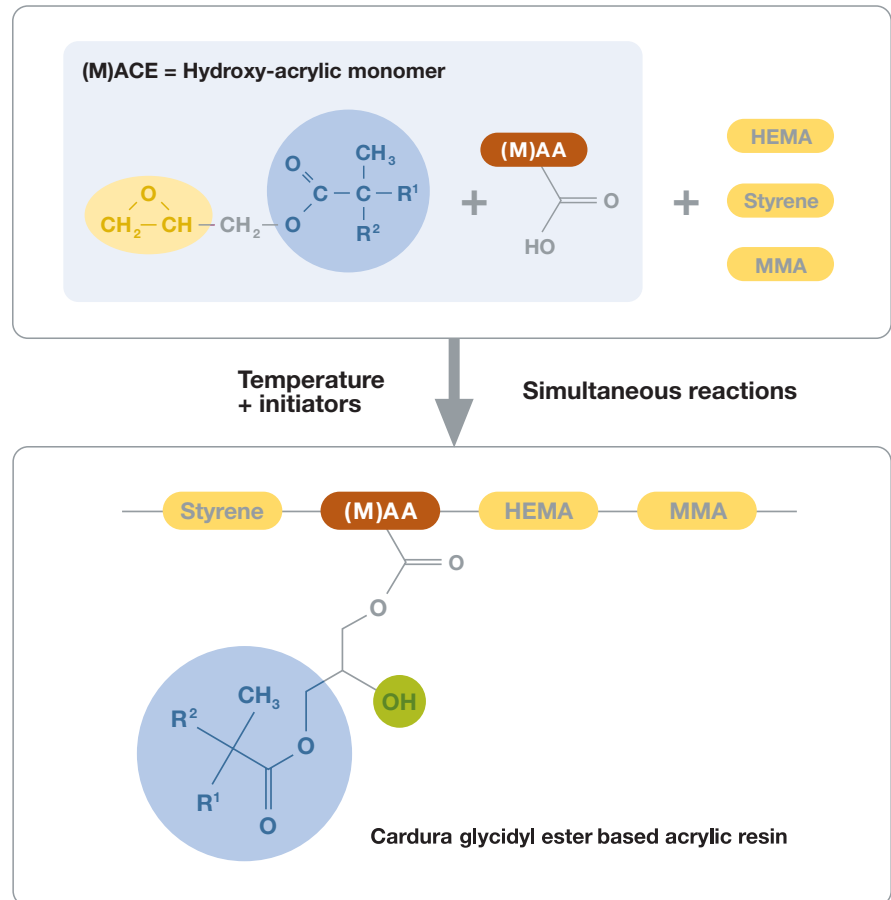 (M)ACE = Hydroxy-acrylic monomer
O
CH₂ — CH — CH₂ — O
O
C — C — R¹
CH₃
R²
+
(M)AA
O
HO
+
HEMA
Styrene
MMA
Temperature
+ initiators
Simultaneous reactions
Styrene
(M)AA
HEMA
MMA
O
O
OH
CH₃
R²
O
R¹
O
Cardura glycidyl ester based acrylic resin